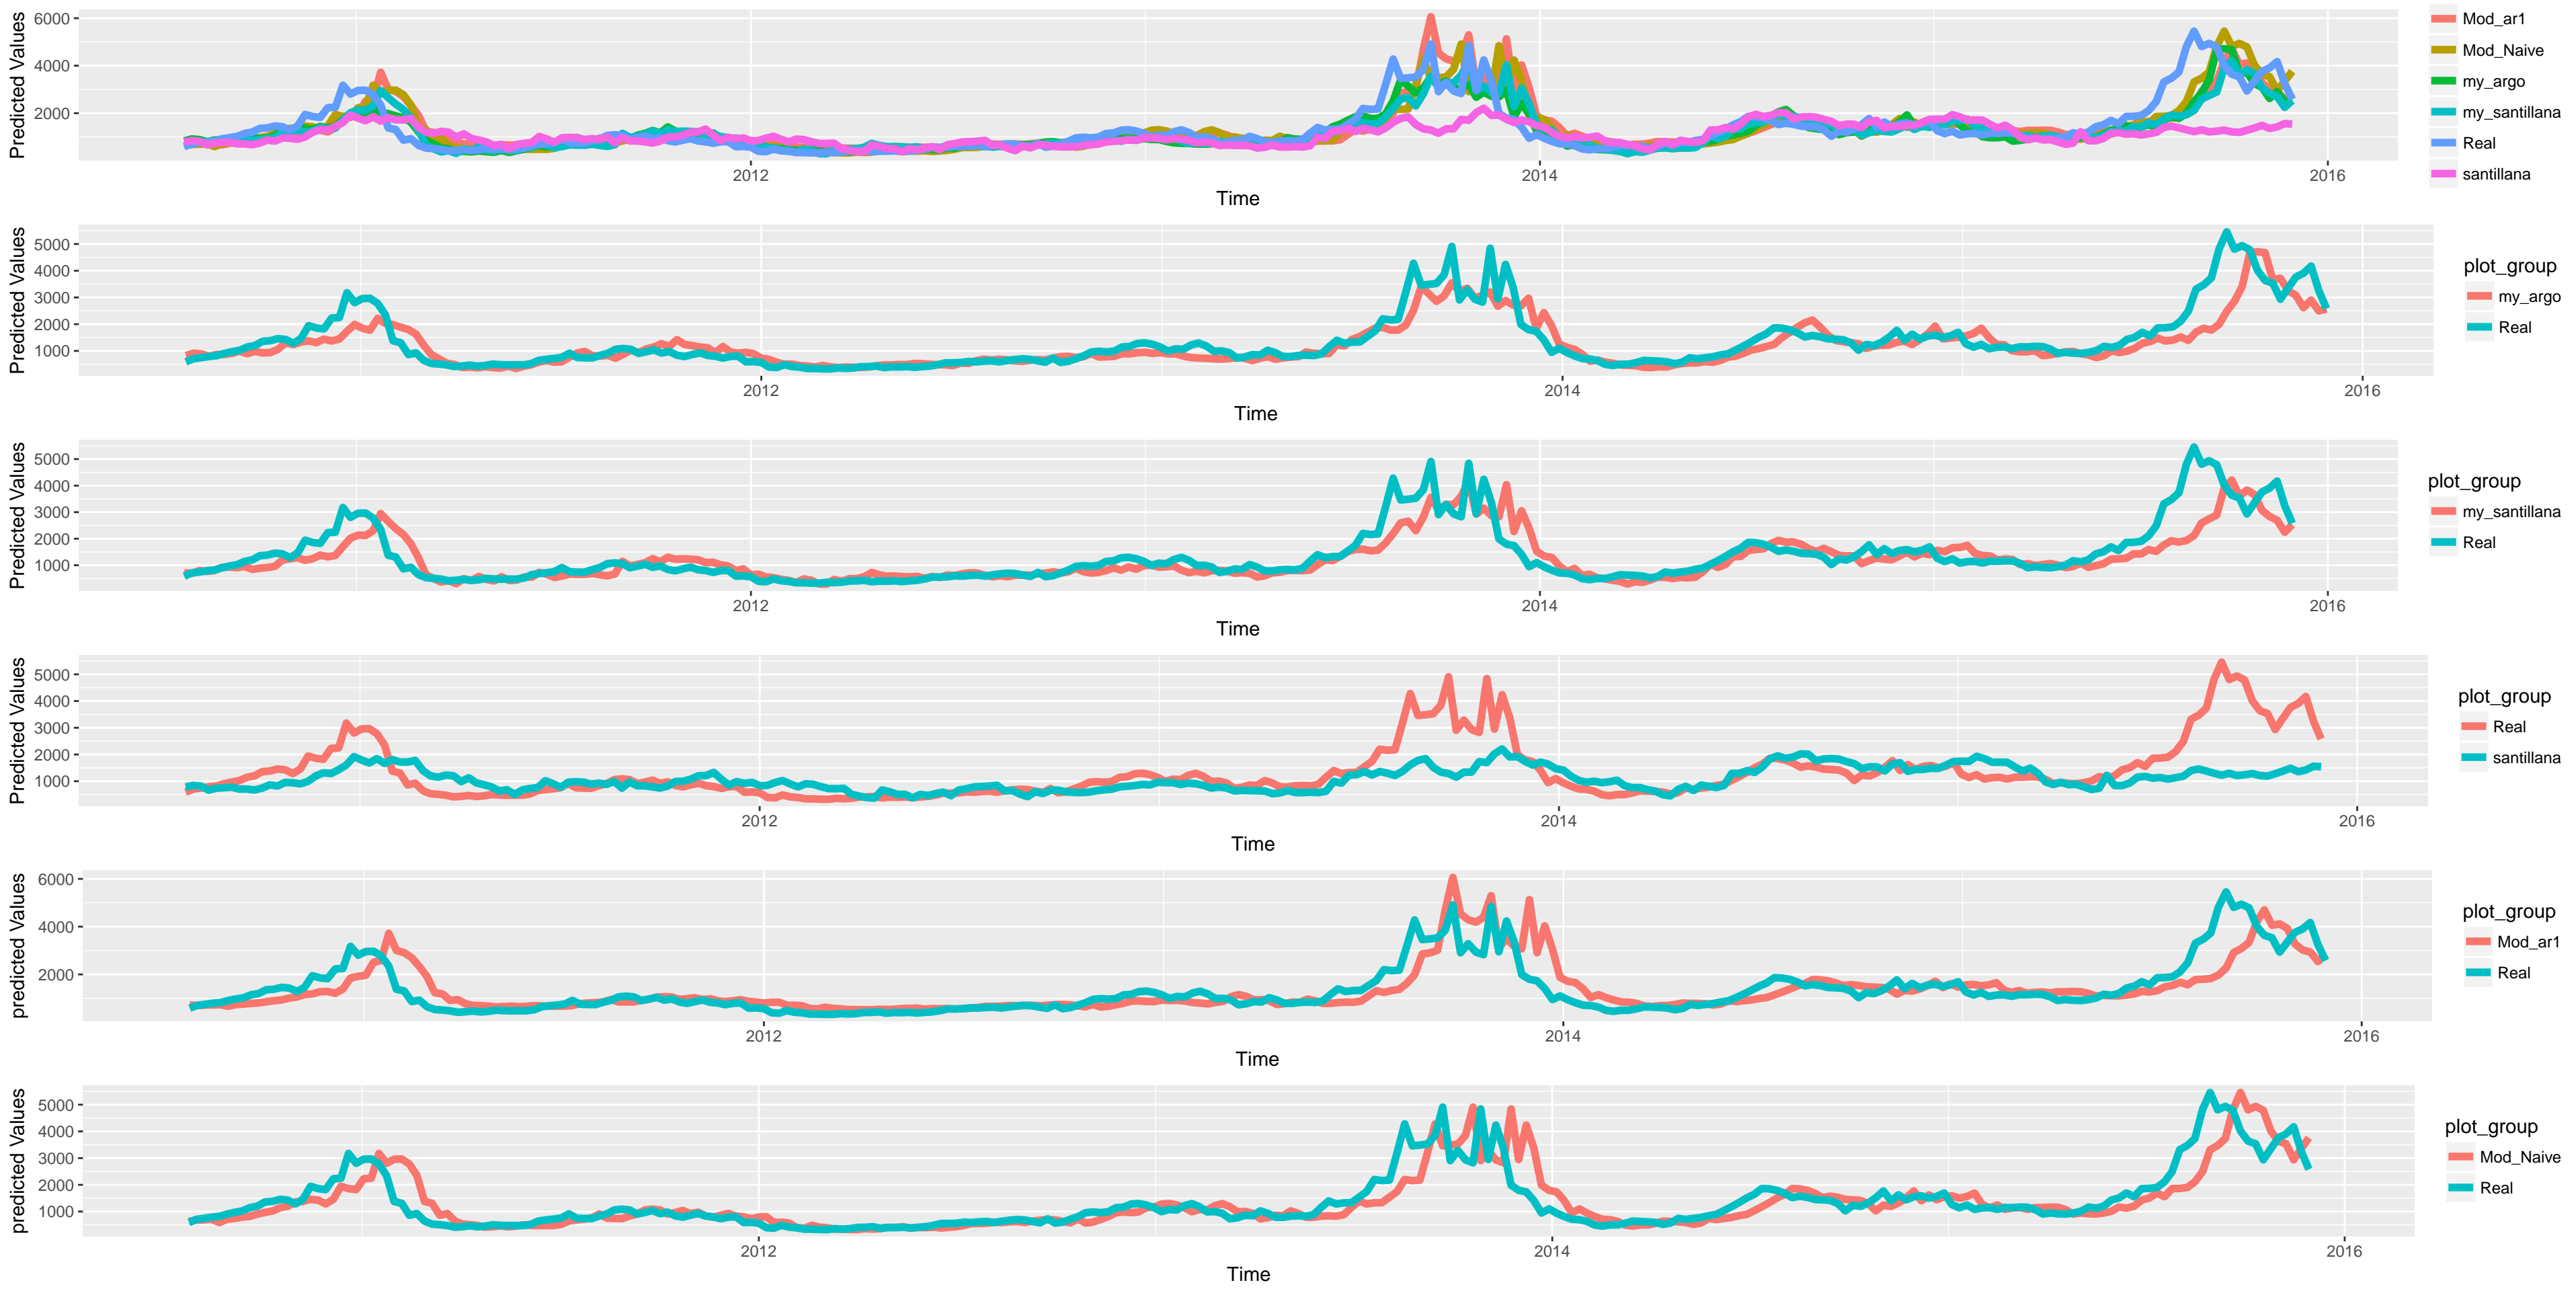 Predicted Values
6000
4000
2000
2012
2014
2016
Time
Mod_ar1
Mod_Naive
my_argo
my_santillana
Real
santillana
Predicted Values
5000
4000
3000
2000
1000
2012
2014
2016
Time
plot_group
my_argo
Real
Predicted Values
5000
4000
3000
2000
1000
2012
2014
2016
Time
plot_group
my_santillana
Real
Predicted Values
5000
4000
3000
2000
1000
2012
2014
2016
Time
plot_group
Real
santillana
predicted Values
6000
4000
2000
2012
2014
2016
Time
plot_group
Mod_ar1
Real
predicted Values
5000
4000
3000
2000
1000
2012
2014
2016
Time
plot_group
Mod_Naive
Real